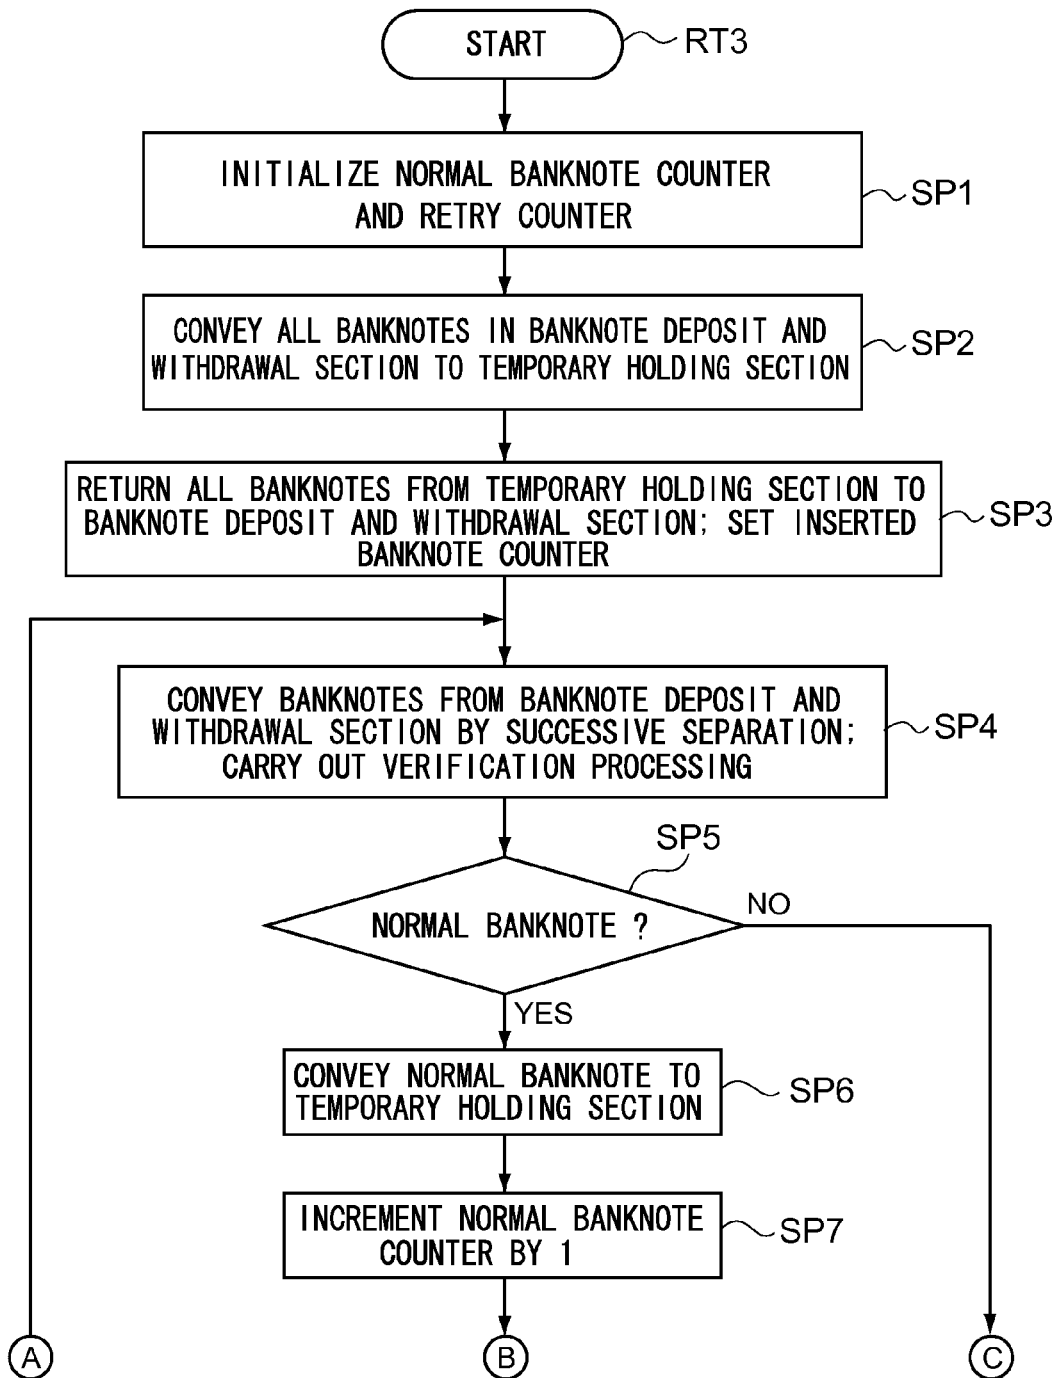 START
RT3
INITIALIZE NORMAL BANKNOTE COUNTER
AND RETRY COUNTER
SP1
CONVEY ALL BANKNOTES IN BANKNOTE DEPOSIT AND
WITHDRAWAL SECTION TO TEMPORARY HOLDING SECTION
SP2
RETURN ALL BANKNOTES FROM TEMPORARY HOLDING SECTION TO
BANKNOTE DEPOSIT AND WITHDRAWAL SECTION; SET INSERTED
BANKNOTE COUNTER
SP3
CONVEY BANKNOTES FROM BANKNOTE DEPOSIT AND
WITHDRAWAL SECTION BY SUCCESSIVE SEPARATION;
CARRY OUT VERIFICATION PROCESSING
SP4
SP5
NORMAL BANKNOTE ?
NO
YES
CONVEY NORMAL BANKNOTE TO
TEMPORARY HOLDING SECTION
SP6
INCREMENT NORMAL BANKNOTE
COUNTER BY 1
SP7
A
B
C